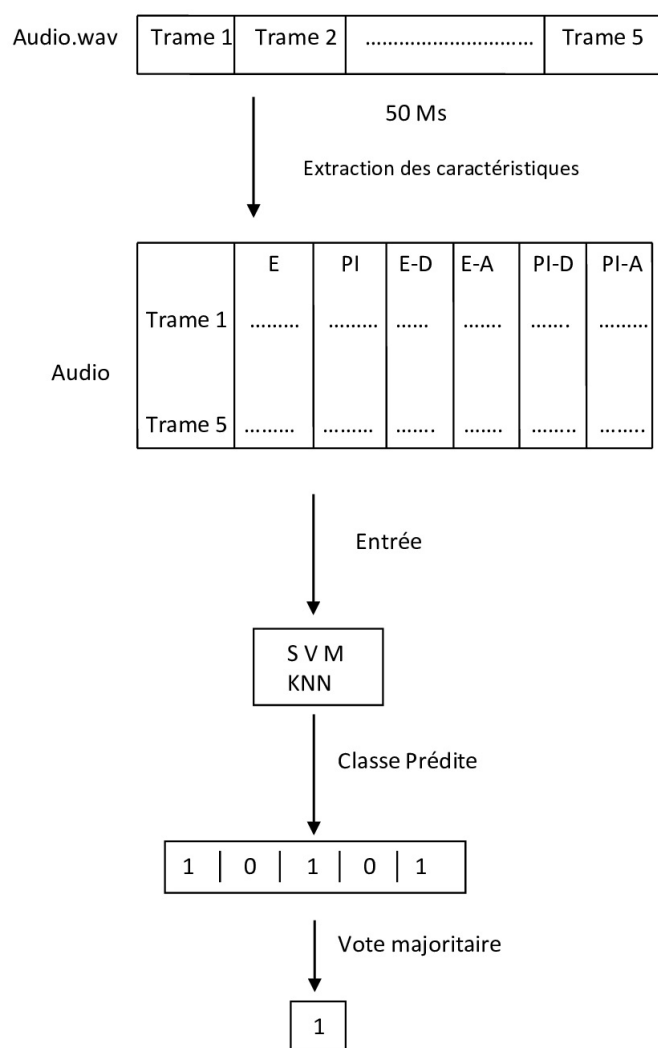 Audio.wav Trame 1 Trame 2 ................................ Trame 5
50 Ms
Extraction des caractéristiques
E PI E-D E-A PI-D PI-A
Trame 1 ......... ......... ...... ....... ....... .........
Audio
Trame 5 ......... ......... ....... ....... ........ ........
Entrée
S V M
KNN
Classe Prédite
1 | 0 | 1 | 0 | 1
Vote majoritaire
1